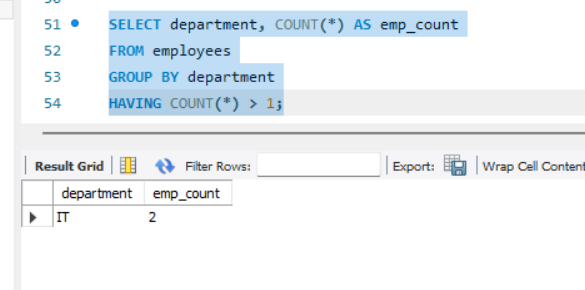 51 SELECT department, COUNT(*) AS emp_count
52 FROM employees
53 GROUP BY department
54 HAVING COUNT(*) > 1;
Result Grid Filter Rows: Export: Wrap Cell Content
department emp_count
IT 2